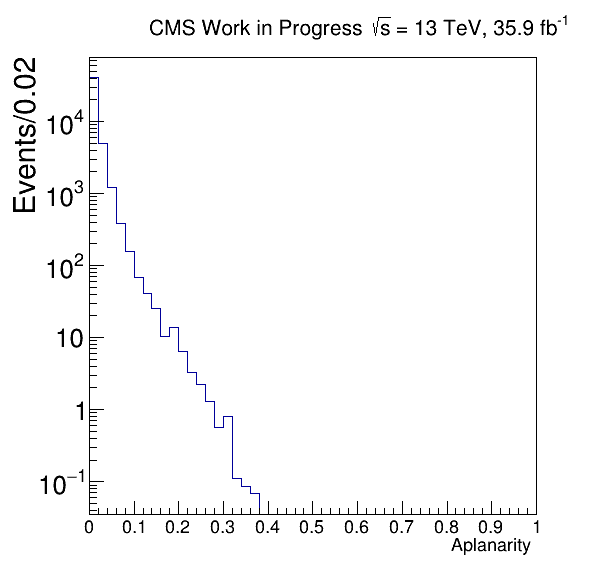 CMS Work in Progress √s = 13 TeV, 35.9 fb⁻¹
Events/0.02
10⁴
10³
10²
10
1
10⁻¹
0 0.1 0.2 0.3 0.4 0.5 0.6 0.7 0.8 0.9 1
Aplanarity